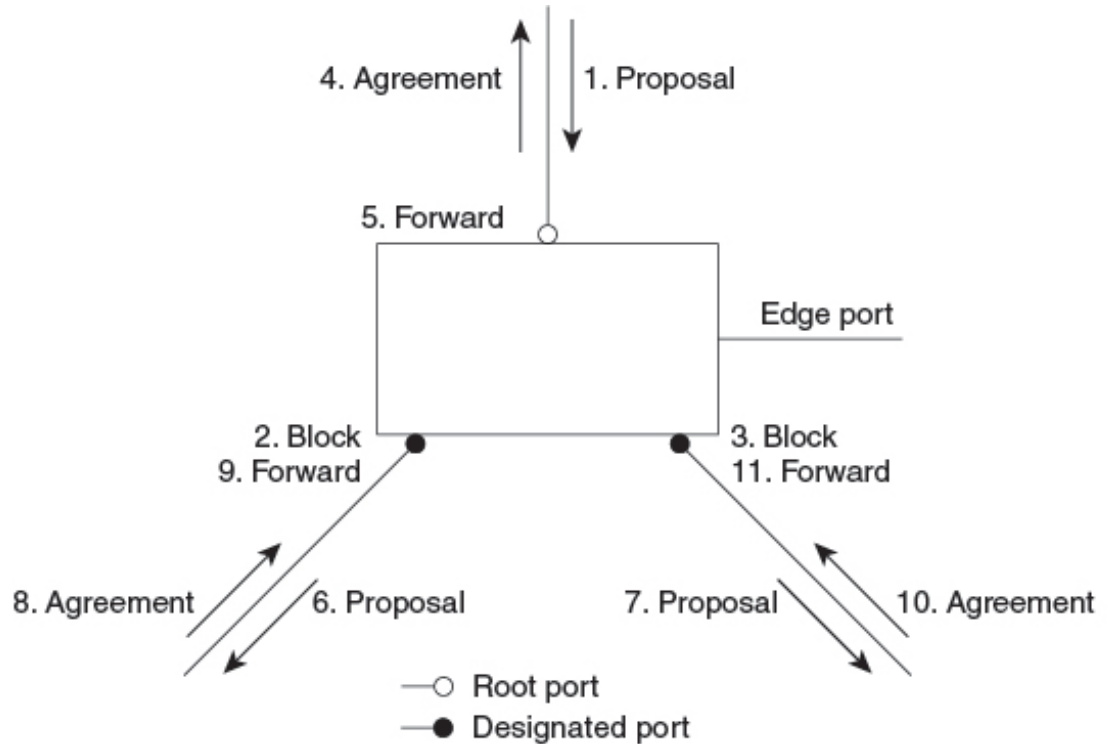 4. Agreement
1. Proposal
5. Forward
Edge port
2. Block
9. Forward
3. Block
11. Forward
8. Agreement
6. Proposal
7. Proposal
10. Agreement
Root port
Designated port